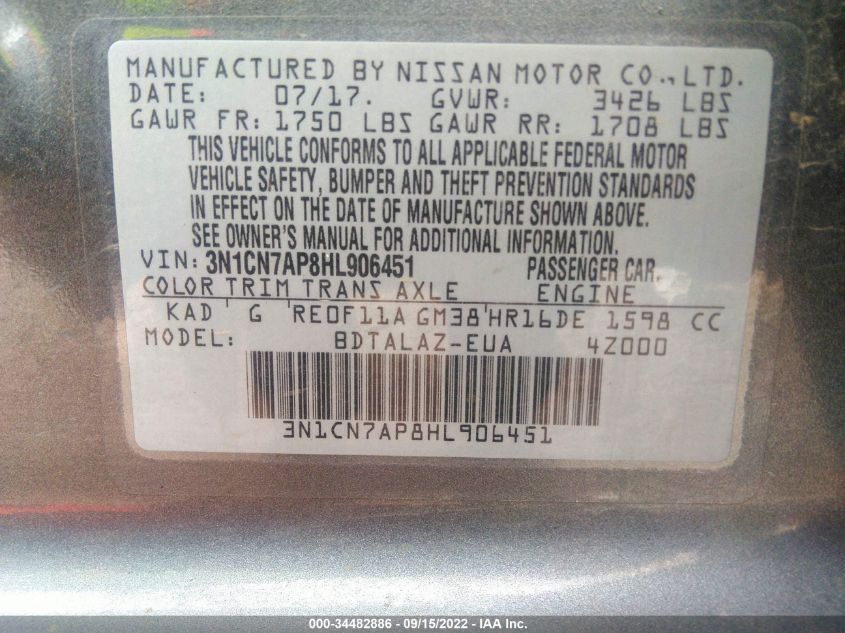 MANUFACTURED BY NISSAN MOTOR CO., LTD.
DATE: 07/17. GVWR: 3426 LBS
GAWR FR: 1750 LBS GAWR RR: 1708 LBS
THIS VEHICLE CONFORMS TO ALL APPLICABLE FEDERAL MOTOR
VEHICLE SAFETY, BUMPER AND THEFT PREVENTION STANDARDS
IN EFFECT ON THE DATE OF MANUFACTURE SHOWN ABOVE.
SEE OWNER'S MANUAL FOR ADDITIONAL INFORMATION.
VIN: 3N1CN7AP8HL906451 PASSENGER CAR.
COLOR TRIM TRANS AXLE ENGINE
KAD G RE0F11A GM38 HR16DE 1598 CC
MODEL: BDTALAZ-EUA 4Z000
3N1CN7AP8HL906451
000-34482886 - 09/15/2022 - IAA Inc.